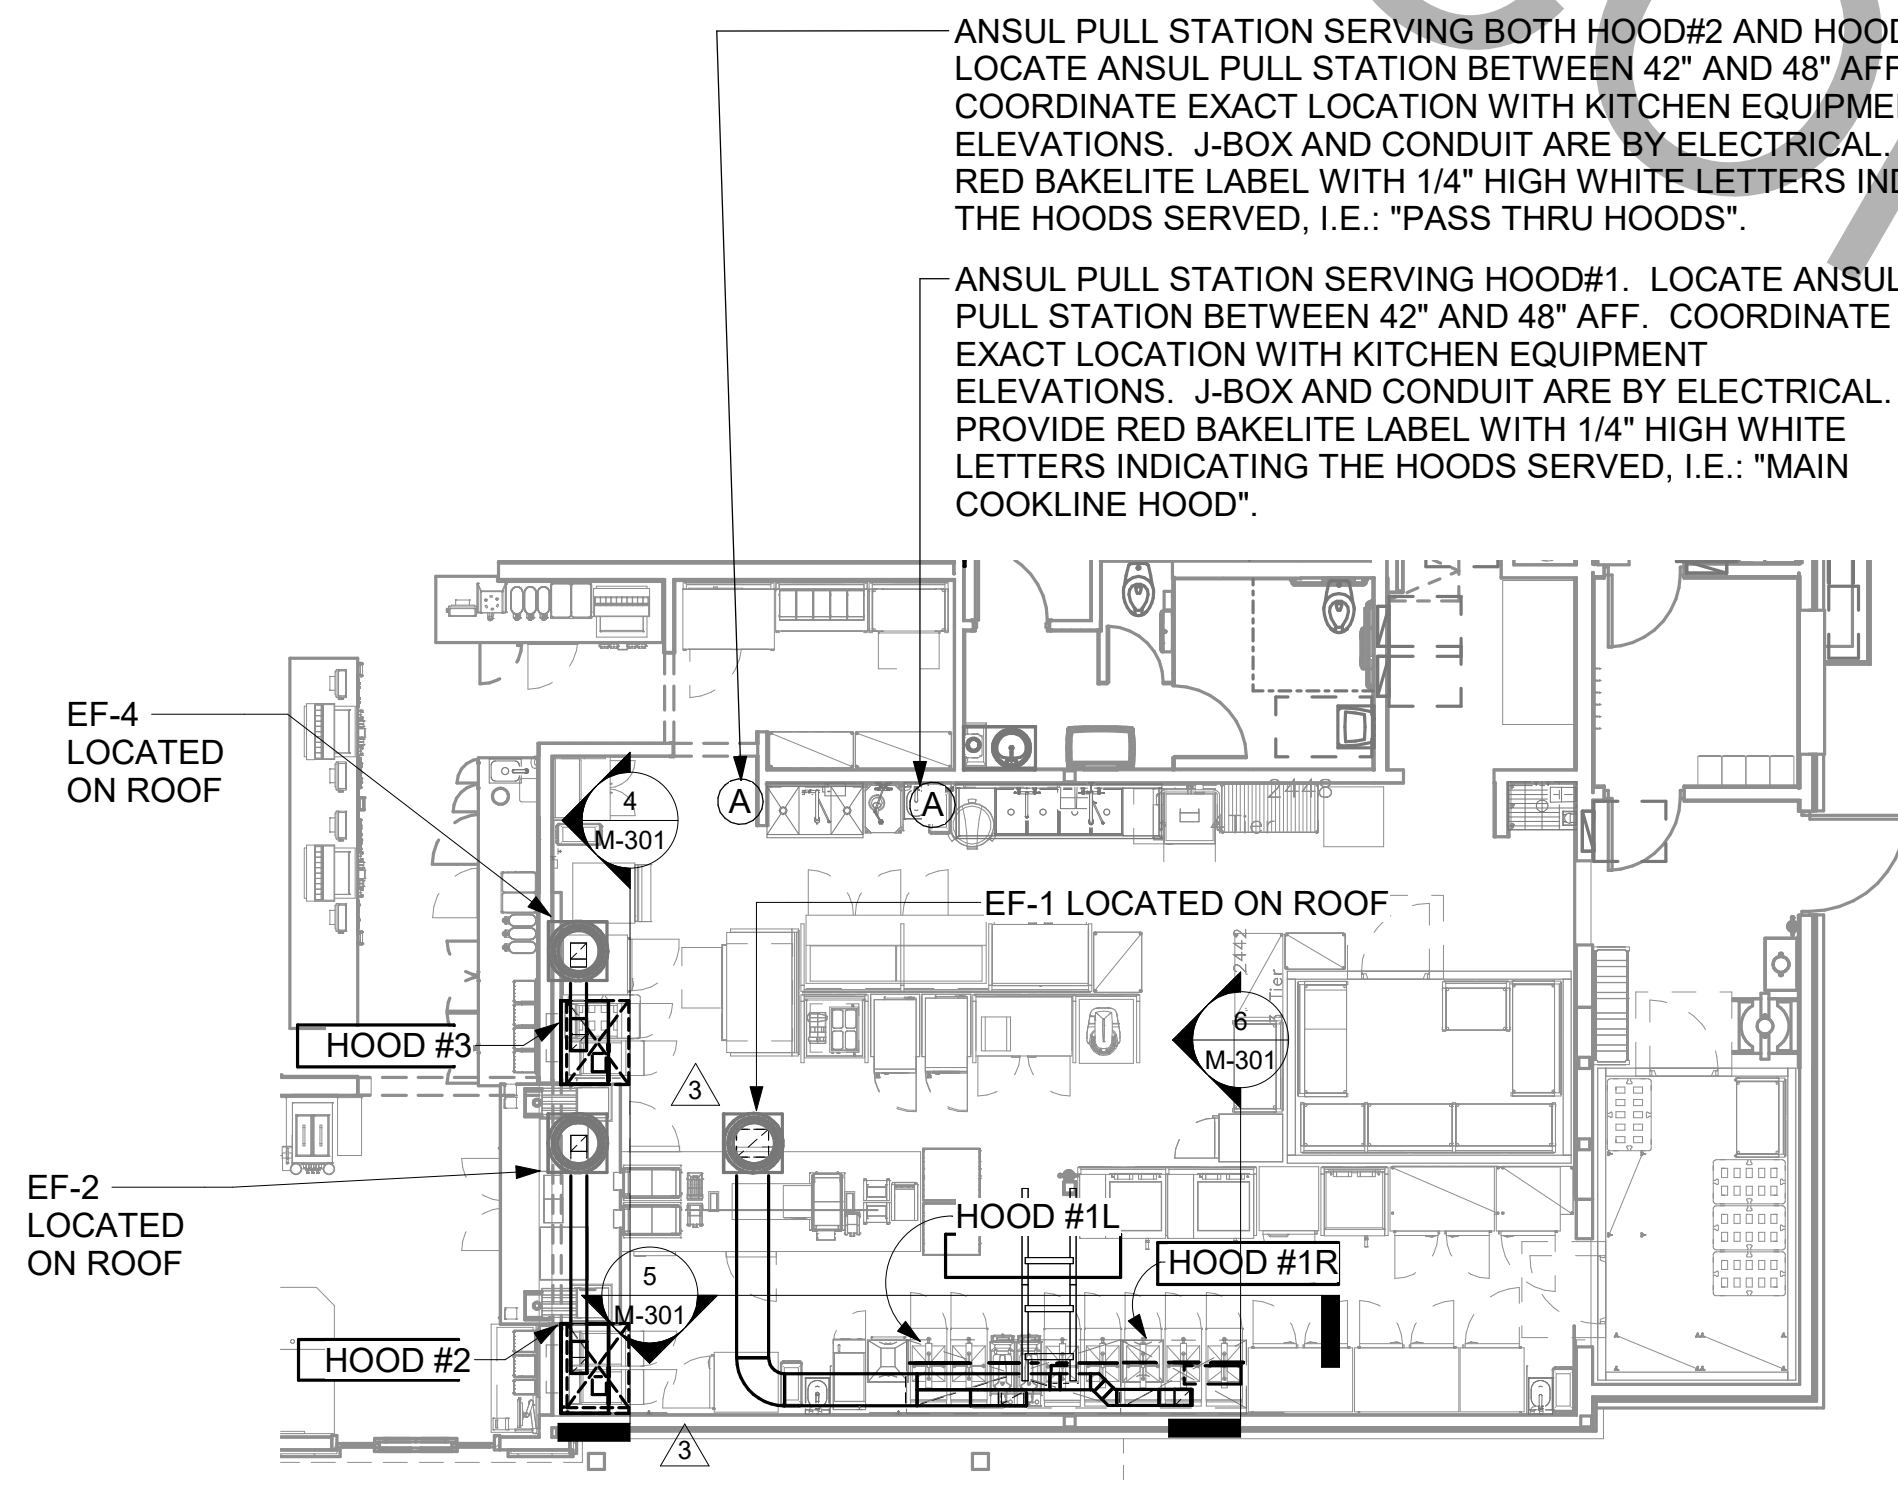 ANSUL PULL STATION SERVING BOTH HOOD#2 AND
LOCATE ANSUL PULL STATION BETWEEN 42" AND 48" AFF
COORDINATE EXACT LOCATION WITH KITCHEN
ELEVATIONS. J-BOX AND CONDUIT ARE BY ELECTRICAL.
RED BAKELITE LABEL WITH 1/4" HIGH WHITE LETTERS
THE HOODS SERVED, I.E.: "PASS THRU HOODS".
ANSUL PULL STATION SERVING HOOD#1. LOCATE ANSUL
PULL STATION BETWEEN 42" AND 48" AFF. COORDINATE
EXACT LOCATION WITH KITCHEN EQUIPMENT
ELEVATIONS. J-BOX AND CONDUIT ARE BY ELECTRICAL.
PROVIDE RED BAKELITE LABEL WITH 1/4" HIGH WHITE
LETTERS INDICATING THE HOODS SERVED, I.E.: "MAIN
COOKLINE HOOD".
EF-4
LOCATED
ON ROOF
4
M-301
A
A
2448
EF-1 LOCATED ON ROOF
2442
HOOD #3
6
M-301
3
EF-2
LOCATED
ON ROOF
HOOD #1L
HOOD #1R
5
M-301
HOOD #2
3